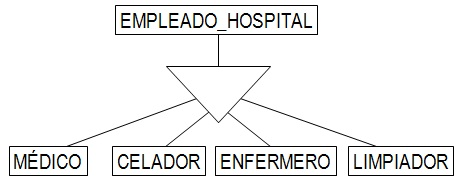 EMPLEADO_HOSPITAL
MÉDICO CELADOR ENFERMERO LIMPIADOR